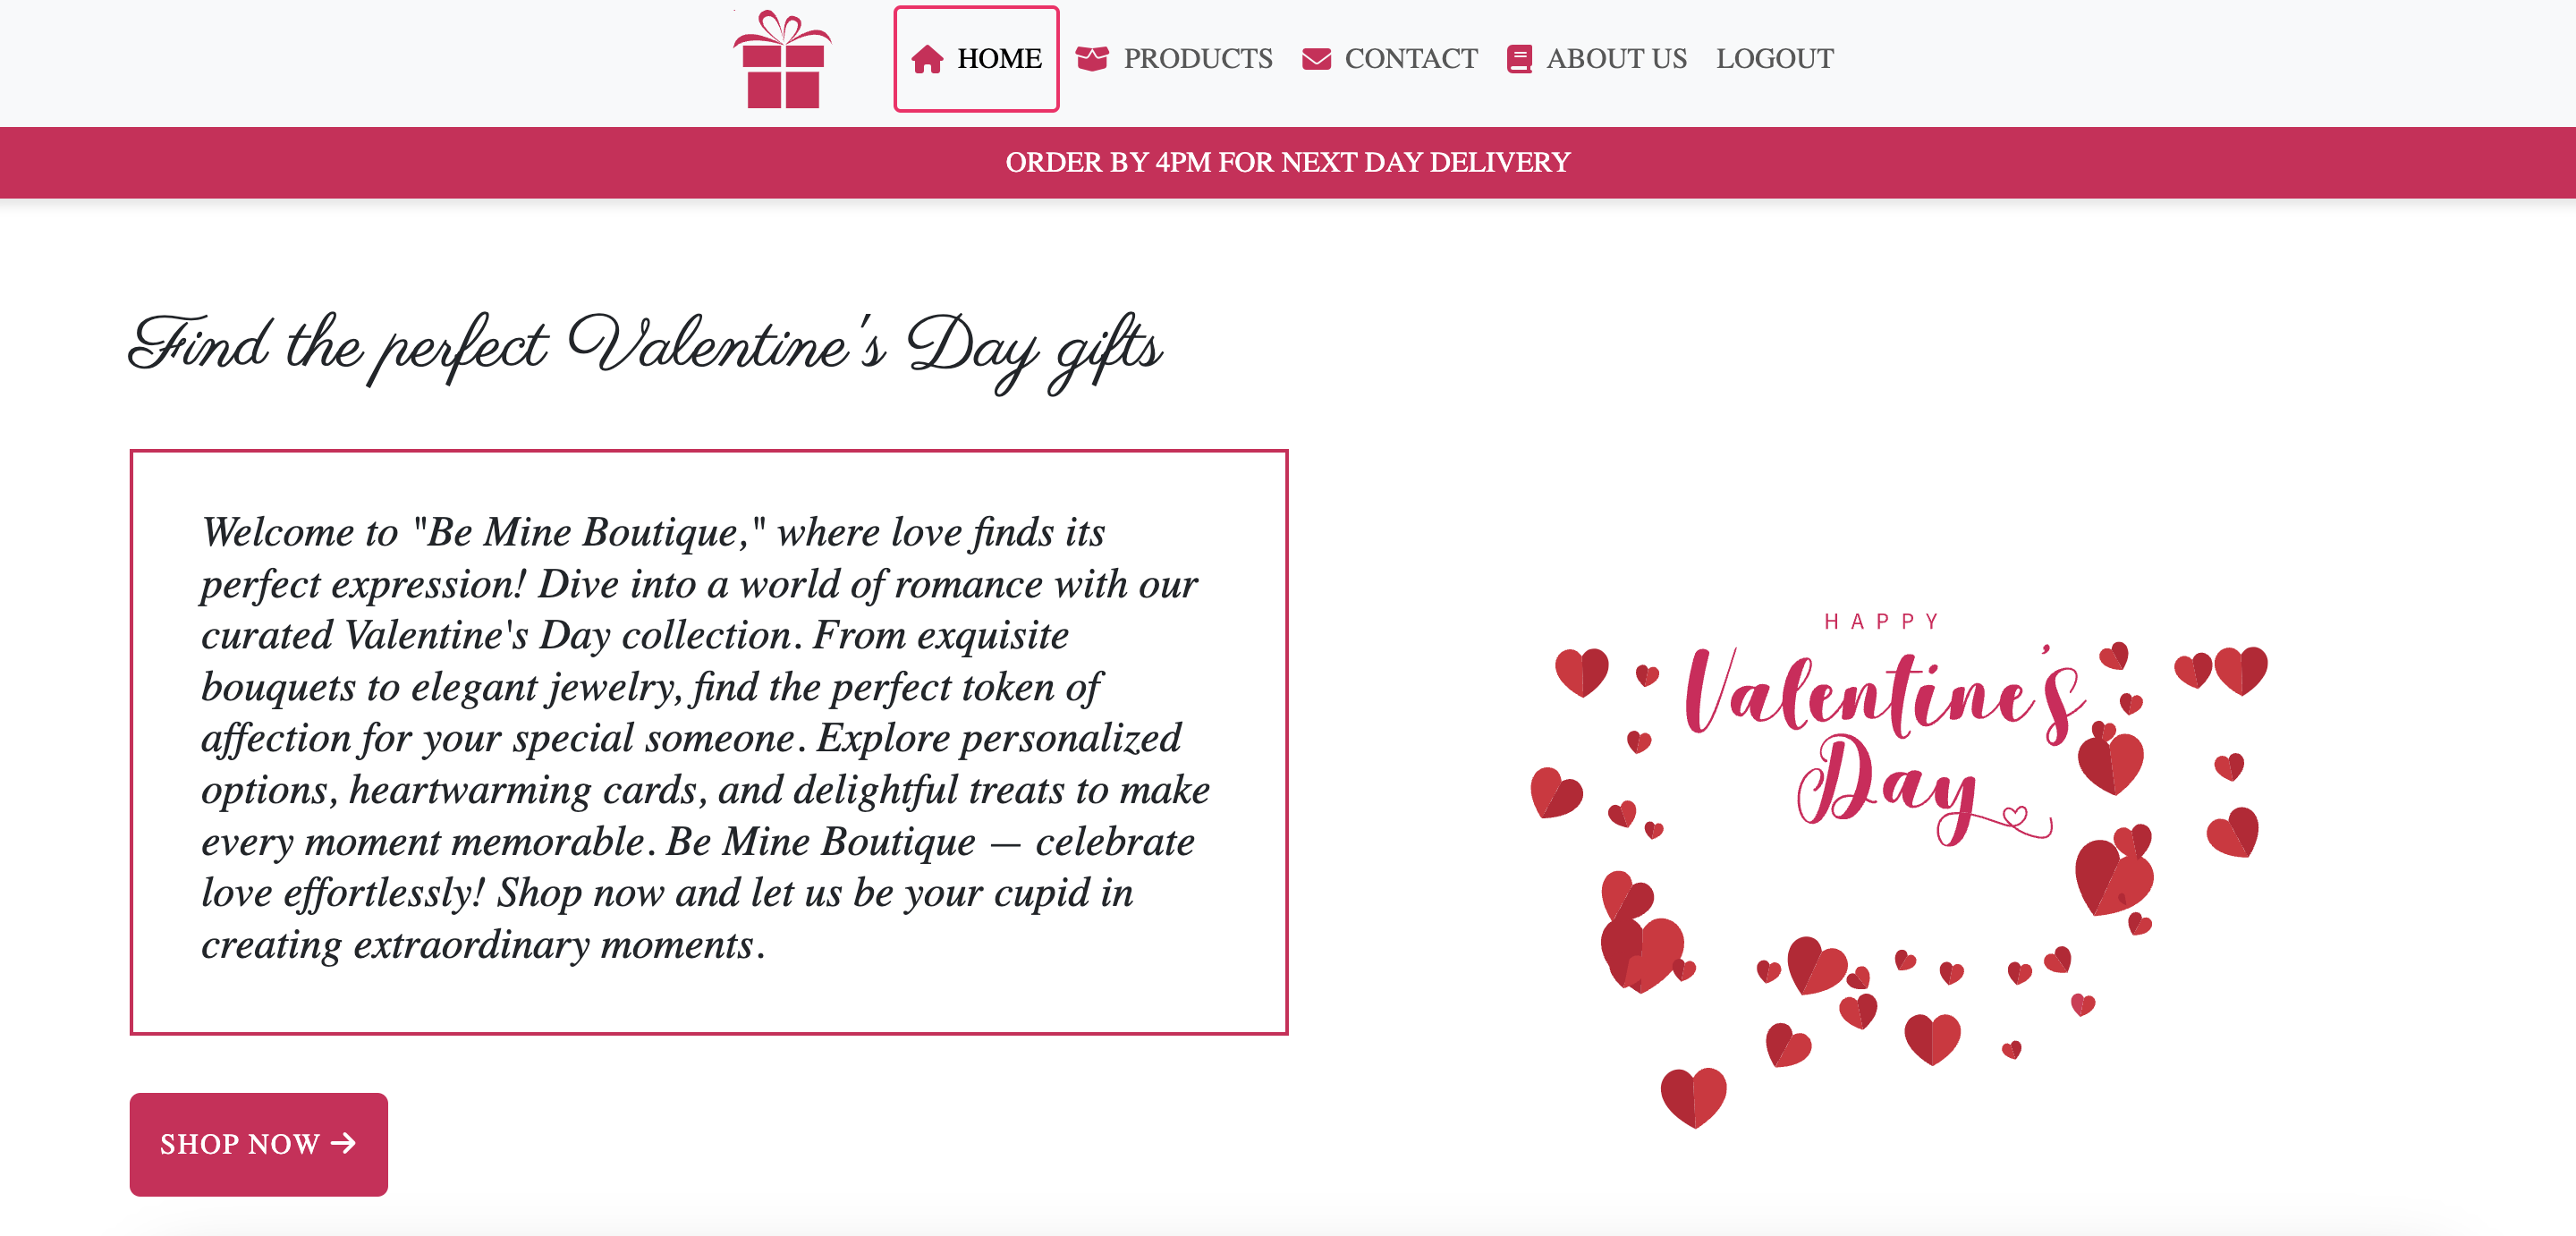 HOME PRODUCTS CONTACT ABOUT US LOGOUT
ORDER BY 4PM FOR NEXT DAY DELIVERY
Find the perfect Valentine's Day gifts
Welcome to "Be Mine Boutique," where love finds its
perfect expression! Dive into a world of romance with our
curated Valentine's Day collection. From exquisite
bouquets to elegant jewelry, find the perfect token of
affection for your special someone. Explore personalized
options, heartwarming cards, and delightful treats to make
every moment memorable. Be Mine Boutique — celebrate
love effortlessly! Shop now and let us be your cupid in
creating extraordinary moments.
SHOP NOW →
HAPPY
Valentine's
Day